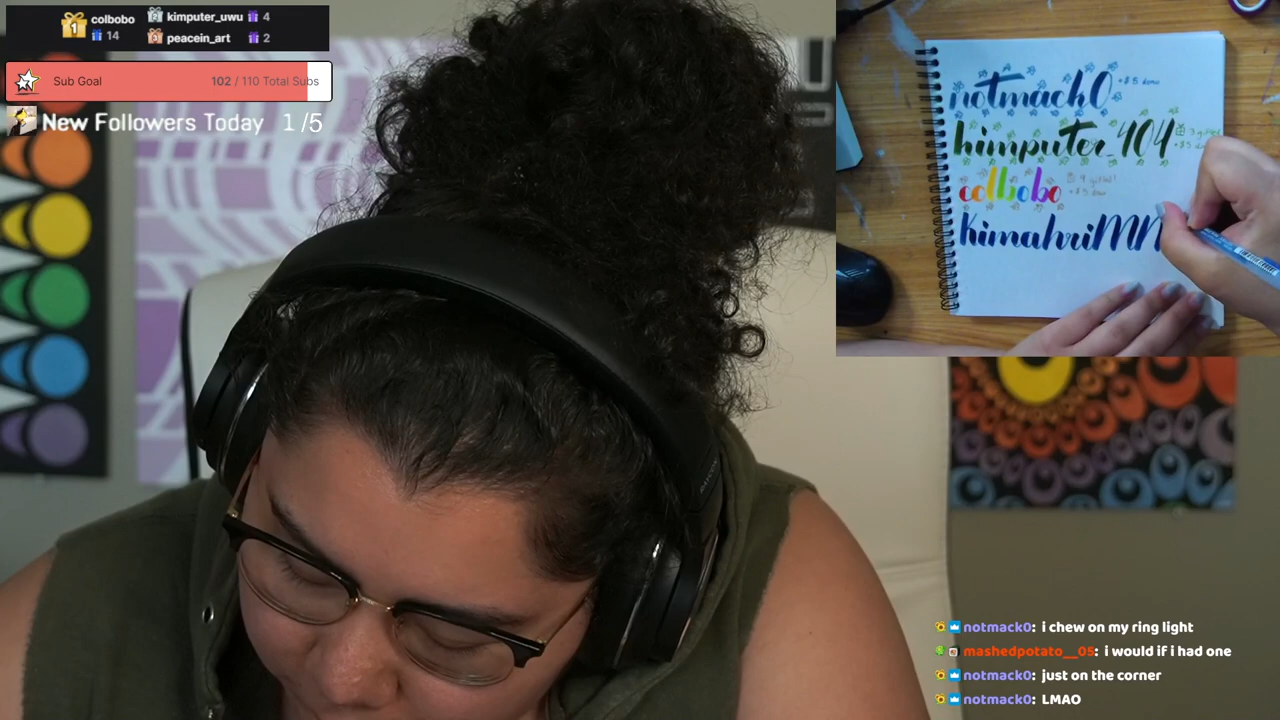 colbobo
14
kimputer_uwu 4
peacein_art 2
Sub Goal 102 / 110 Total Subs
New Followers Today 1 /5
notmack0 +$5 dono
kimputer_404
colbobo
kimahriMN
notmack0: i chew on my ring light
mashedpotato__05: i would if i had one
notmack0: just on the corner
notmack0: LMAO